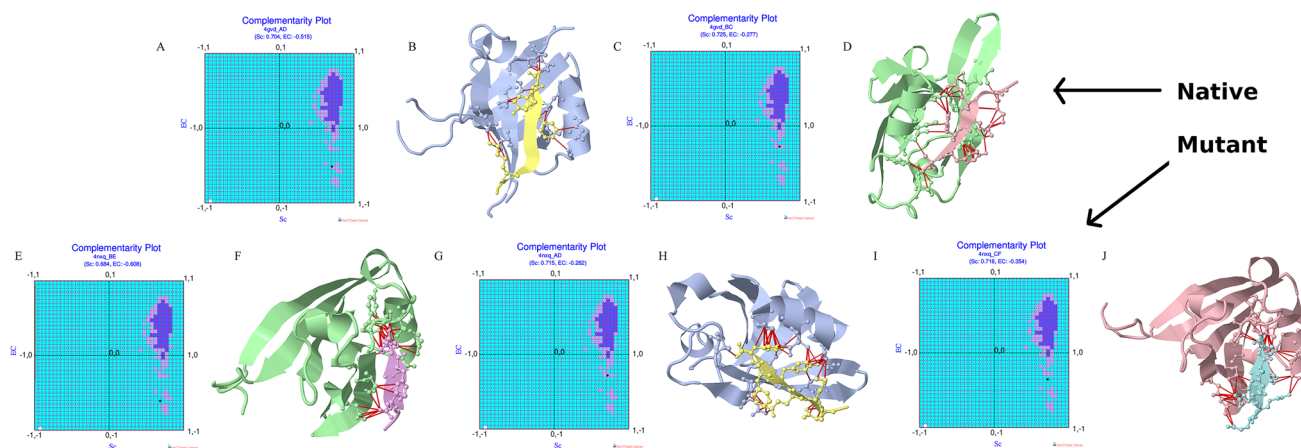 A
Complementarity Plot
4gvd_AD
(Sc: 0.704, EC: -0.515)
-1,1
0,1
1,1
EC
-1,0
0,0
1,0
-1,-1
0,-1
1,-1
Sc
B
C
Complementarity Plot
4gvd_BC
(Sc: 0.725, EC: -0.277)
-1,1
0,1
1,1
EC
-1,0
0,0
1,0
-1,-1
0,-1
1,-1
Sc
D
Native
Mutant
E
Complementarity Plot
4nxq_BE
(Sc: 0.684, EC: -0.608)
-1,1
0,1
1,1
EC
-1,0
0,0
1,0
-1,-1
0,-1
1,-1
Sc
F
G
Complementarity Plot
4nxq_AD
(Sc: 0.715, EC: -0.282)
-1,1
0,1
1,1
EC
-1,0
0,0
1,0
-1,-1
0,-1
1,-1
Sc
H
I
Complementarity Plot
4nxq_CF
(Sc: 0.716, EC: -0.354)
-1,1
0,1
1,1
EC
-1,0
0,0
1,0
-1,-1
0,-1
1,-1
Sc
J